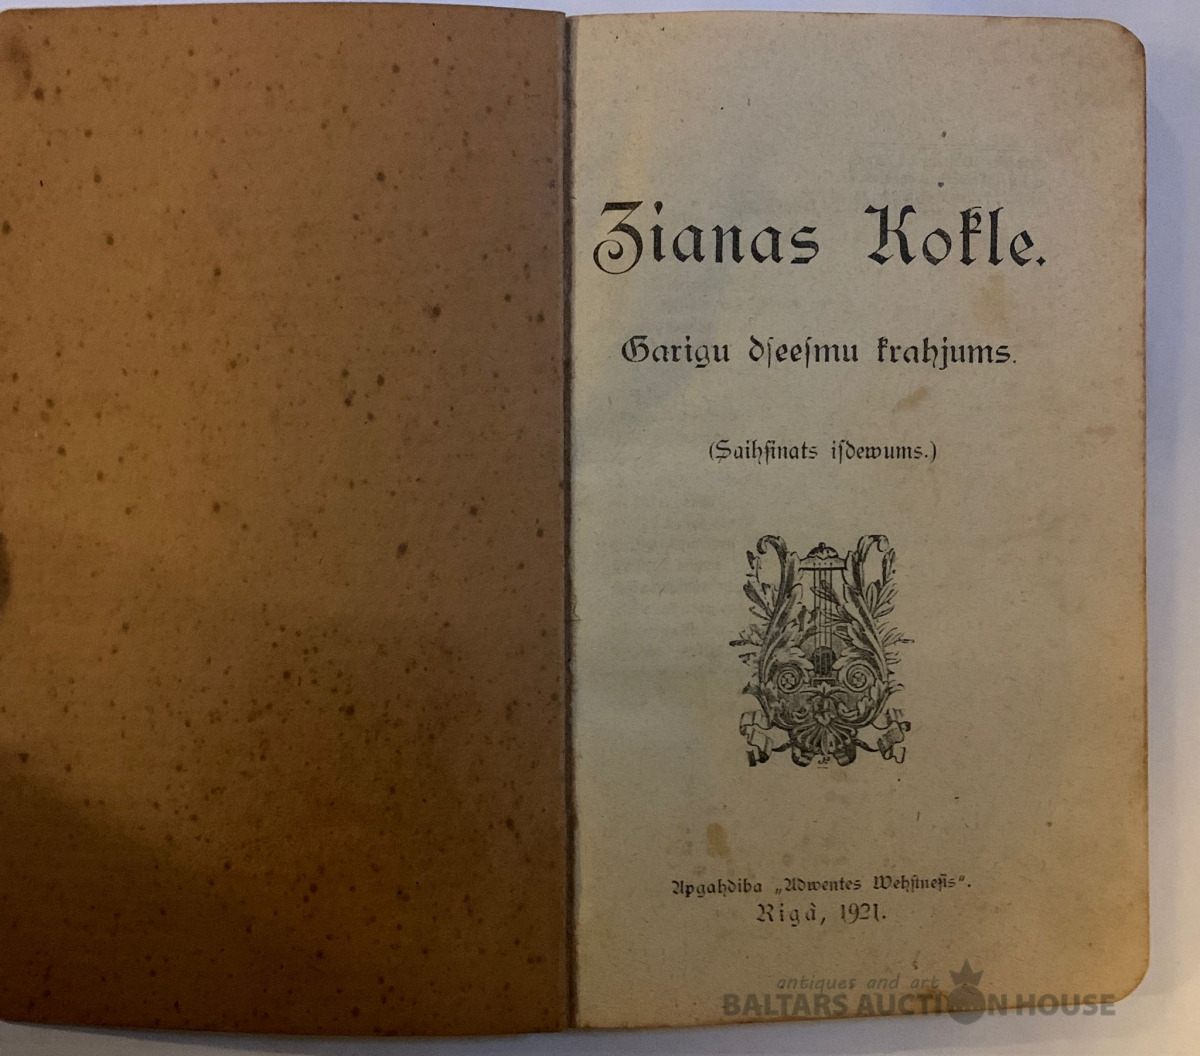 Zianas Kokle.
Garigu dſeeſmu krahjums.
(Saihſinats iſdewums.)
Apgahdiba „Adwentes Wehſtneſis“.
Rigâ, 1921.
antiques and art
BALTARS AUCTION HOUSE